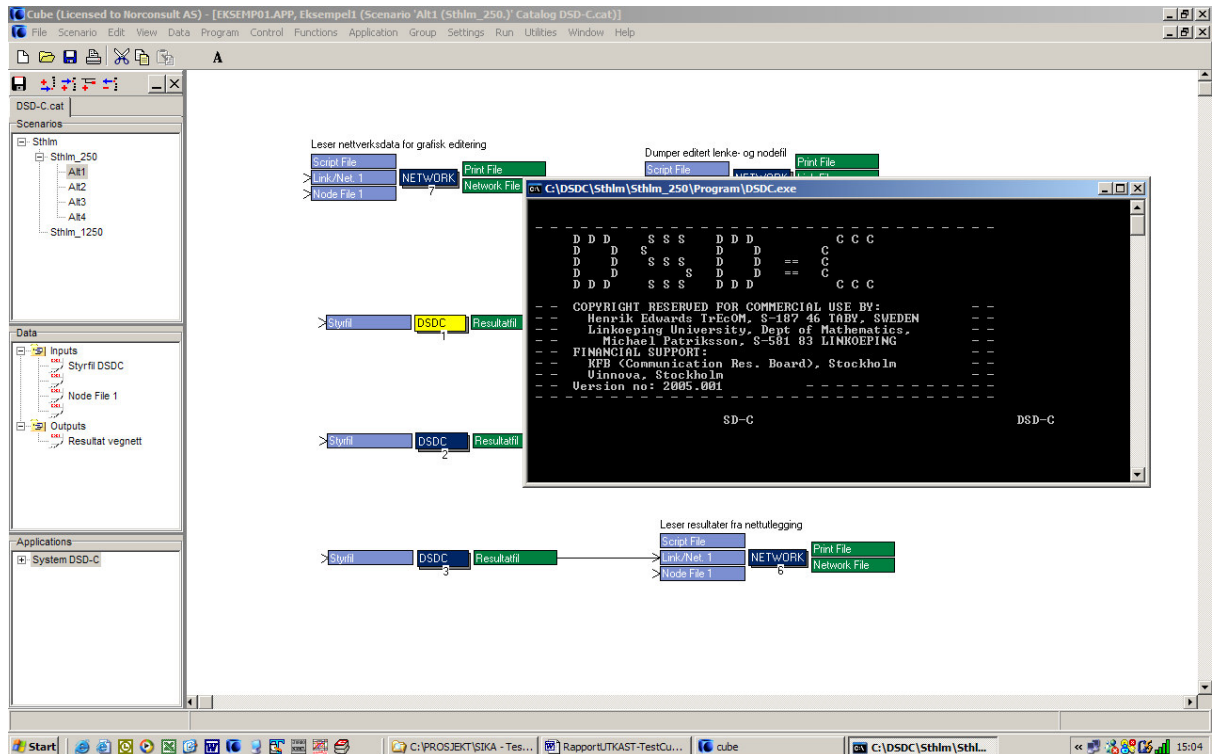 Cube (Licensed to Norconsult AS) - [EKSEMP01.APP, Eksempel1 (Scenario 'Alt1 (Sthlm_250.)' Catalog DSD-C.cat)]
File Scenario Edit View Data Program Control Functions Application Group Settings Run Utilities Window Help
A
DSD-C.cat
Scenarios
Sthlm
Sthlm_250
Alt1
Alt2
Alt3
Alt4
Sthlm_1250
Data
Inputs
Styrfil DSDC
Node File 1
Outputs
Resultat vegnett
Applications
System DSD-C
Leser nettverksdata for grafisk editering
Script File
Link/Net. 1
Node File 1
NETWORK
7
Print File
Network File
Dumper editert lenke- og nodefil
Script File
NETWORK
Print File
Link File
Styrfil
DSDC
1
Resultatfil
Styrfil
DSDC
2
Resultatfil
Styrfil
DSDC
3
Resultatfil
Leser resultater fra nettutlegging
Script File
Link/Net. 1
Node File 1
NETWORK
6
Print File
Network File
C:\DSDC\Sthlm\Sthlm_250\Program\DSDC.exe
- - - - - - - - - - - - - - - - - - - - - - - - - - - - - - - - - - -
D D D S S S D D D C C C
D D S D D C
D D S S S D D == C
D D S D D == C
D D D S S S D D D C C C
- - COPYRIGHT RESERVED FOR COMMERCIAL USE BY: - -
- - Henrik Edwards TrEcOM, S-187 46 TABY, SWEDEN - -
- - Linkoeping University, Dept of Mathematics, - -
- - Michael Patriksson, S-581 83 LINKOEPING - -
- - FINANCIAL SUPPORT: - -
- - KFB (Communication Res. Board), Stockholm - -
- - Vinnova, Stockholm - -
- - Version no: 2005.001 - - - - - - - - - - -
- - - - - - - - - - - - - - - - - - - - - - - - - - - - - - - - - - -
SD-C DSD-C
Start
C:\PROSJEKT\SIKA - Tes...
RapportUTKAST-TestCu...
cube
C:\DSDC\Sthlm\Sthl...
15:04